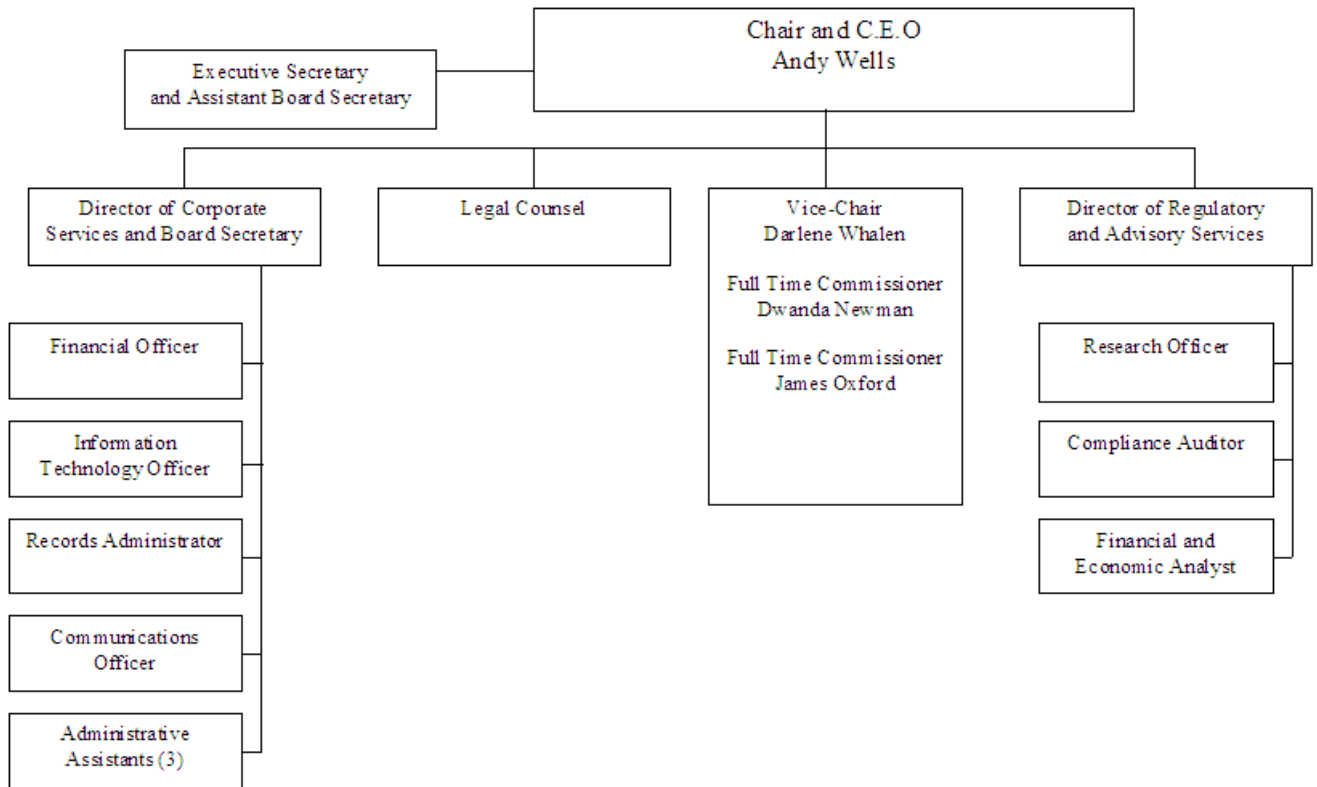 Chair and C.E.O
Andy Wells
Executive Secretary
and Assistant Board Secretary
Director of Corporate
Services and Board Secretary
Legal Counsel
Vice-Chair
Darlene Whalen
Full Time Commissioner
Dwanda Newman
Full Time Commissioner
James Oxford
Director of Regulatory
and Advisory Services
Financial Officer
Information
Technology Officer
Records Administrator
Communications
Officer
Administrative
Assistants (3)
Research Officer
Compliance Auditor
Financial and
Economic Analyst